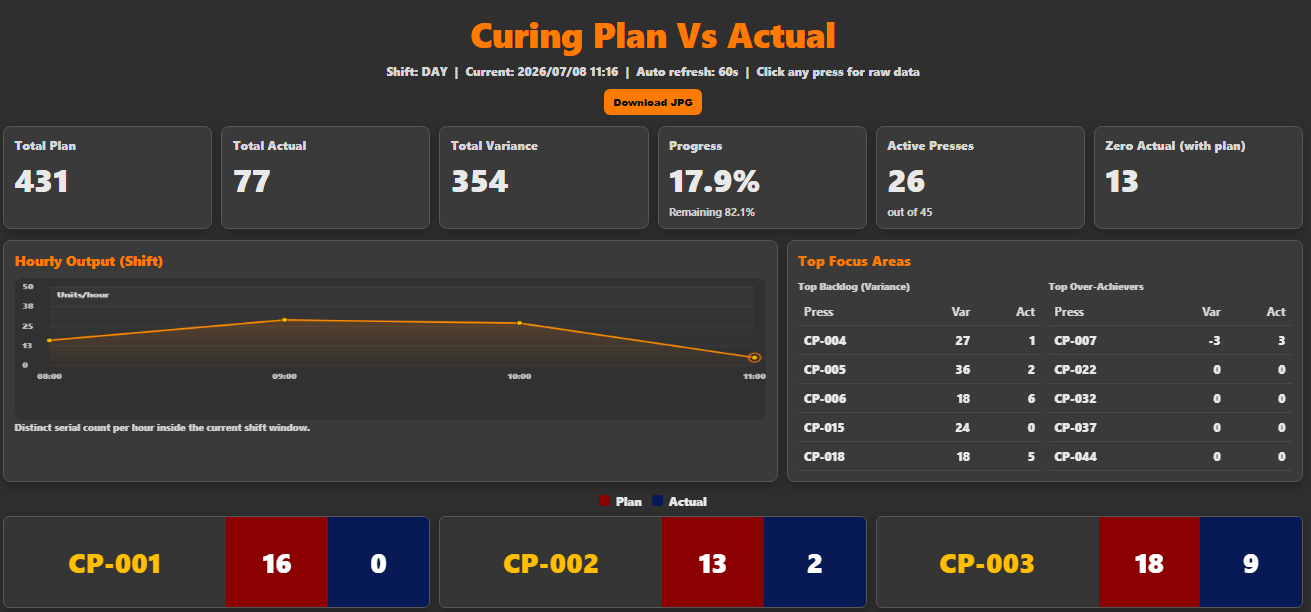 Curing Plan Vs Actual
Shift: DAY | Current: 2026/07/08 11:16 | Auto refresh: 60s | Click any press for raw data
Download JPG
Total Plan
431
Total Actual
77
Total Variance
354
Progress
17.9%
Remaining 82.1%
Active Presses
26
out of 45
Zero Actual (with plan)
13
Hourly Output (Shift)
Units/hour
50
38
25
13
0
08:00 09:00 10:00 11:00
Distinct serial count per hour inside the current shift window.
Top Focus Areas
Top Backlog (Variance)
Press Var Act
CP-004 27 1
CP-005 36 2
CP-006 18 6
CP-015 24 0
CP-018 18 5
Top Over-Achievers
Press Var Act
CP-007 -3 3
CP-022 0 0
CP-032 0 0
CP-037 0 0
CP-044 0 0
Plan Actual
CP-001 16 0
CP-002 13 2
CP-003 18 9